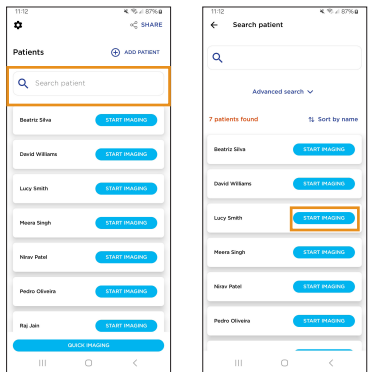 11:12 87%
SHARE
Patients ADD PATIENT
Search patient
Beatriz Silva START IMAGING
David Williams START IMAGING
Lucy Smith START IMAGING
Meera Singh START IMAGING
Nirav Patel START IMAGING
Pedro Oliveira START IMAGING
Raj Jain START IMAGING
QUICK IMAGING
11:12 87%
Search patient
Advanced search
7 patients found Sort by name
Beatriz Silva START IMAGING
David Williams START IMAGING
Lucy Smith START IMAGING
Meera Singh START IMAGING
Nirav Patel START IMAGING
Pedro Oliveira START IMAGING